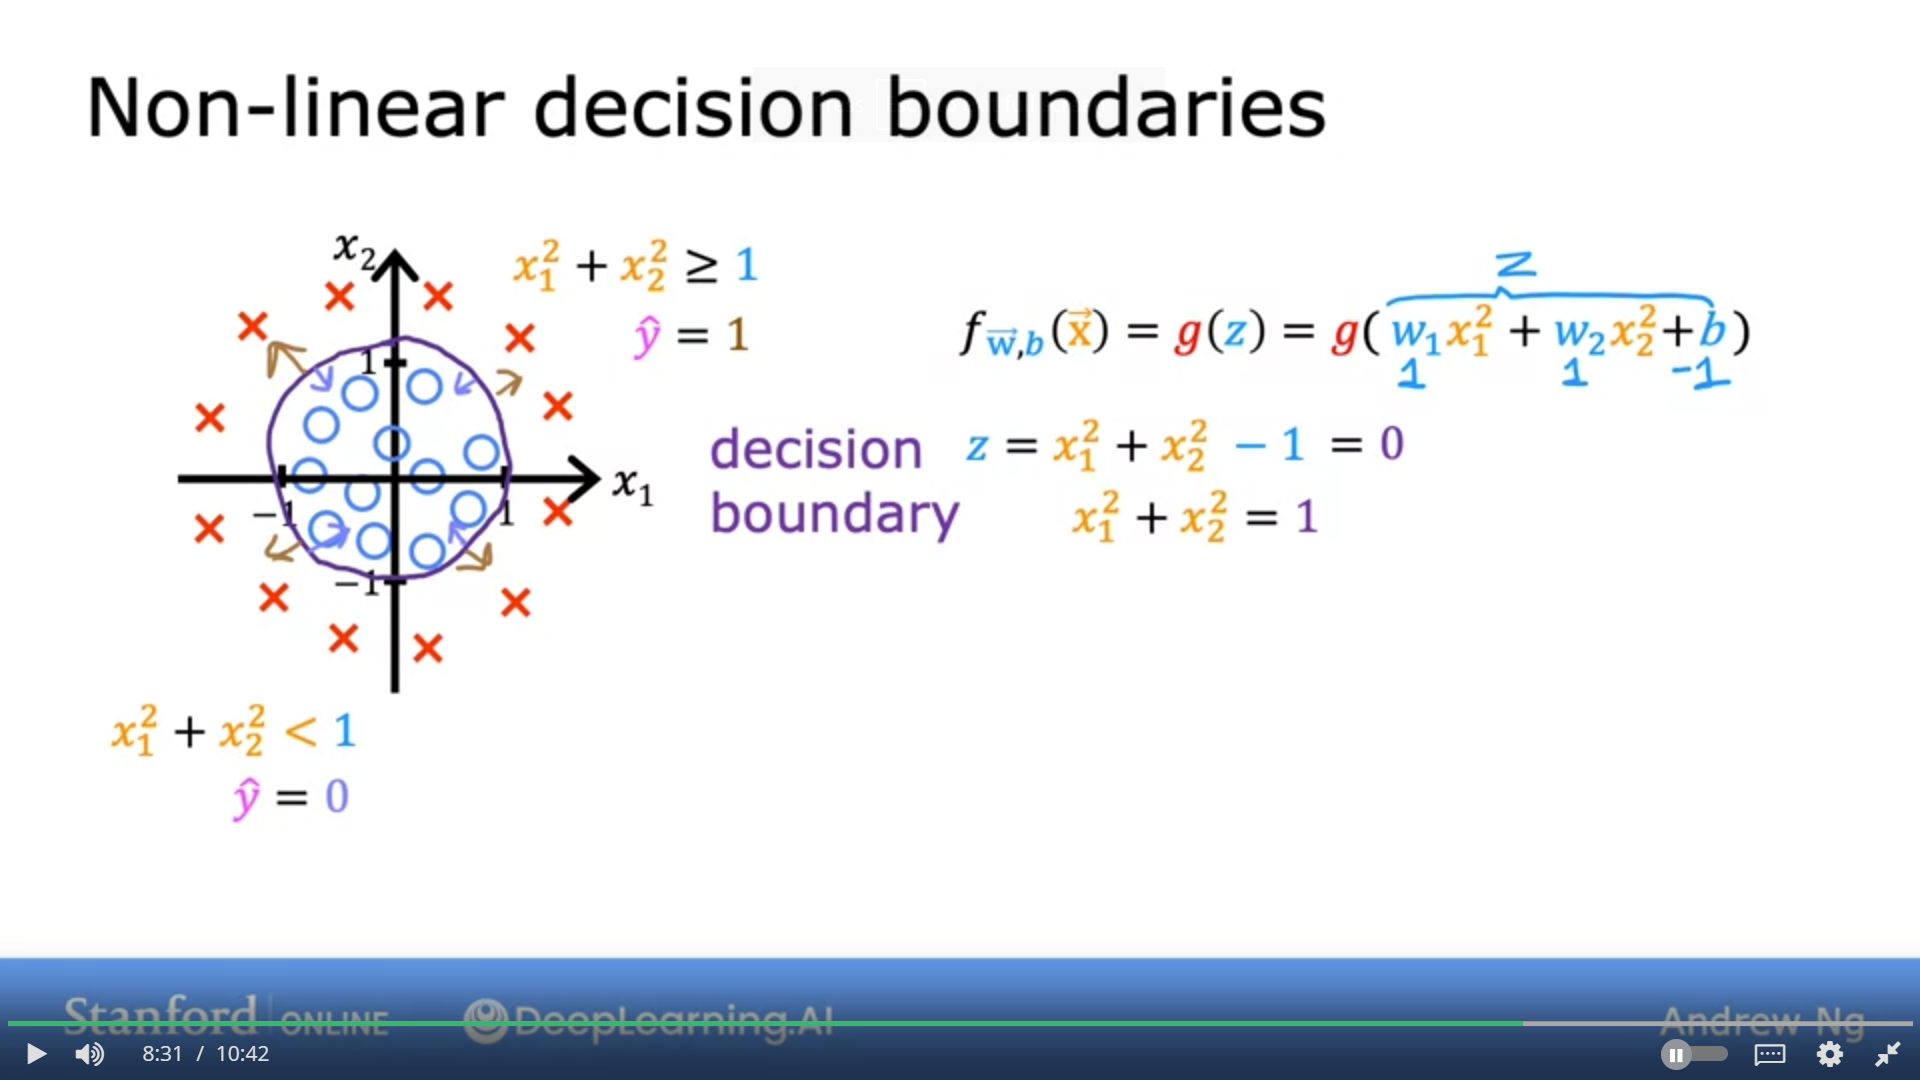 Non-linear decision boundaries
x₂
x₁² + x₂² ≥ 1
ŷ = 1
z
f_{w⃗,b}(x⃗) = g(z) = g( w₁x₁² + w₂x₂² + b )
1 1 -1
1
decision boundary
z = x₁² + x₂² − 1 = 0
x₁² + x₂² = 1
x₁
−1 1
−1
x₁² + x₂² < 1
ŷ = 0
Stanford ONLINE DeepLearning.AI Andrew Ng
8:31 / 10:42